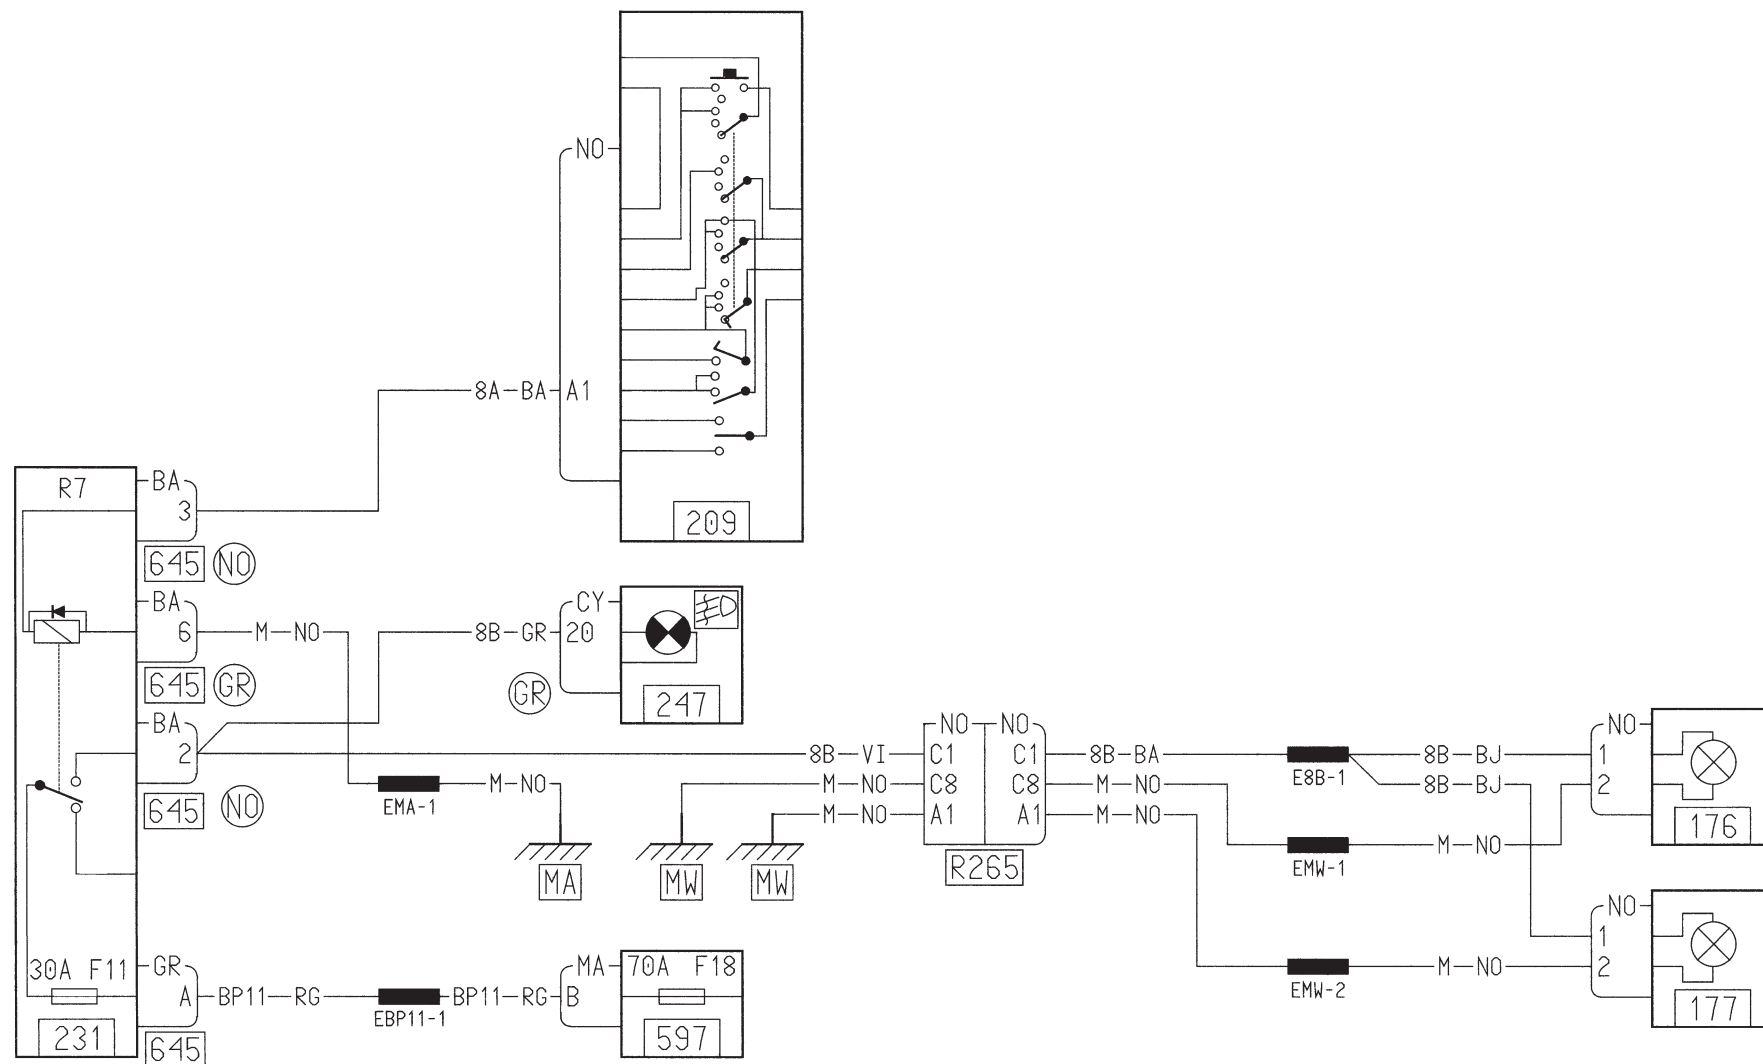 NO
8A BA A1
R7 BA
3
209
645 NO
BA
CY
6 M NO 8B GR 20
645 GR GR 247
BA NO NO NO
2 8B VI C1 C1 8B BA 8B BJ 1
E8B-1
M NO M NO C8 C8 M NO 8B BJ 2
EMA-1
645 NO M NO A1 A1 M NO 176
M NO
EMW-1
MA MW MW R265
NO
1
30A F11 GR MA 70A F18 M NO 2
EMW-2
A BP11 RG BP11 RG B
EBP11-1 177
231 645 597